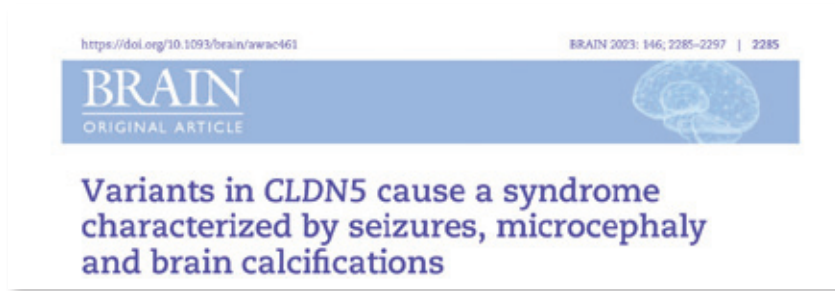 https://doi.org/10.1093/brain/awac461
BRAIN 2023: 146; 2285–2297 | 2285
BRAIN
ORIGINAL ARTICLE
Variants in CLDN5 cause a syndrome
characterized by seizures, microcephaly
and brain calcifications